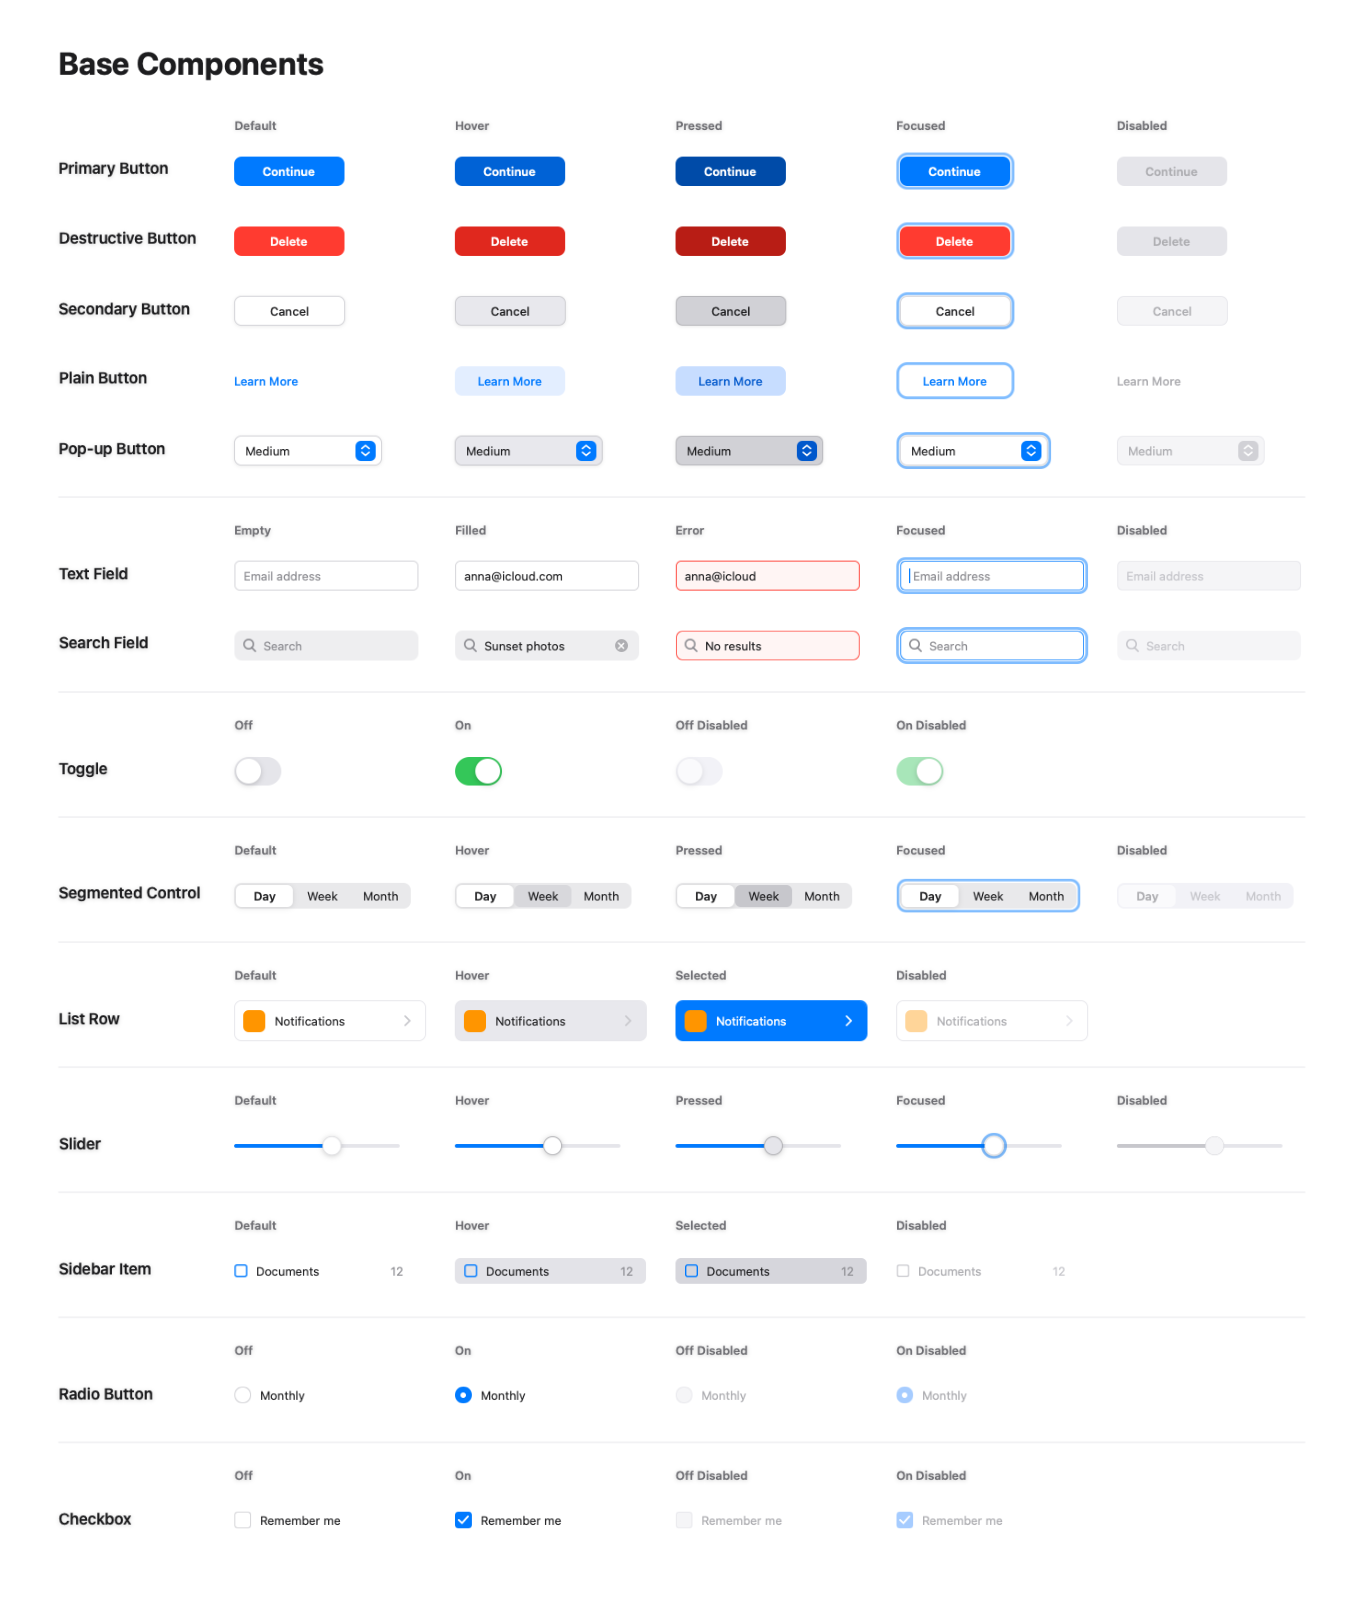 Base Components
Default Hover Pressed Focused Disabled
Primary Button Continue Continue Continue Continue Continue
Destructive Button Delete Delete Delete Delete Delete
Secondary Button Cancel Cancel Cancel Cancel Cancel
Plain Button Learn More Learn More Learn More Learn More Learn More
Pop-up Button Medium Medium Medium Medium Medium
Empty Filled Error Focused Disabled
Text Field Email address anna@icloud.com anna@icloud Email address Email address
Search Field Search Sunset photos No results Search Search
Off On Off Disabled On Disabled
Toggle
Default Hover Pressed Focused Disabled
Segmented Control Day Week Month Day Week Month Day Week Month Day Week Month Day Week Month
Default Hover Selected Disabled
List Row Notifications Notifications Notifications Notifications
Default Hover Pressed Focused Disabled
Slider
Default Hover Selected Disabled
Sidebar Item Documents 12 Documents 12 Documents 12 Documents 12
Off On Off Disabled On Disabled
Radio Button Monthly Monthly Monthly Monthly
Off On Off Disabled On Disabled
Checkbox Remember me Remember me Remember me Remember me